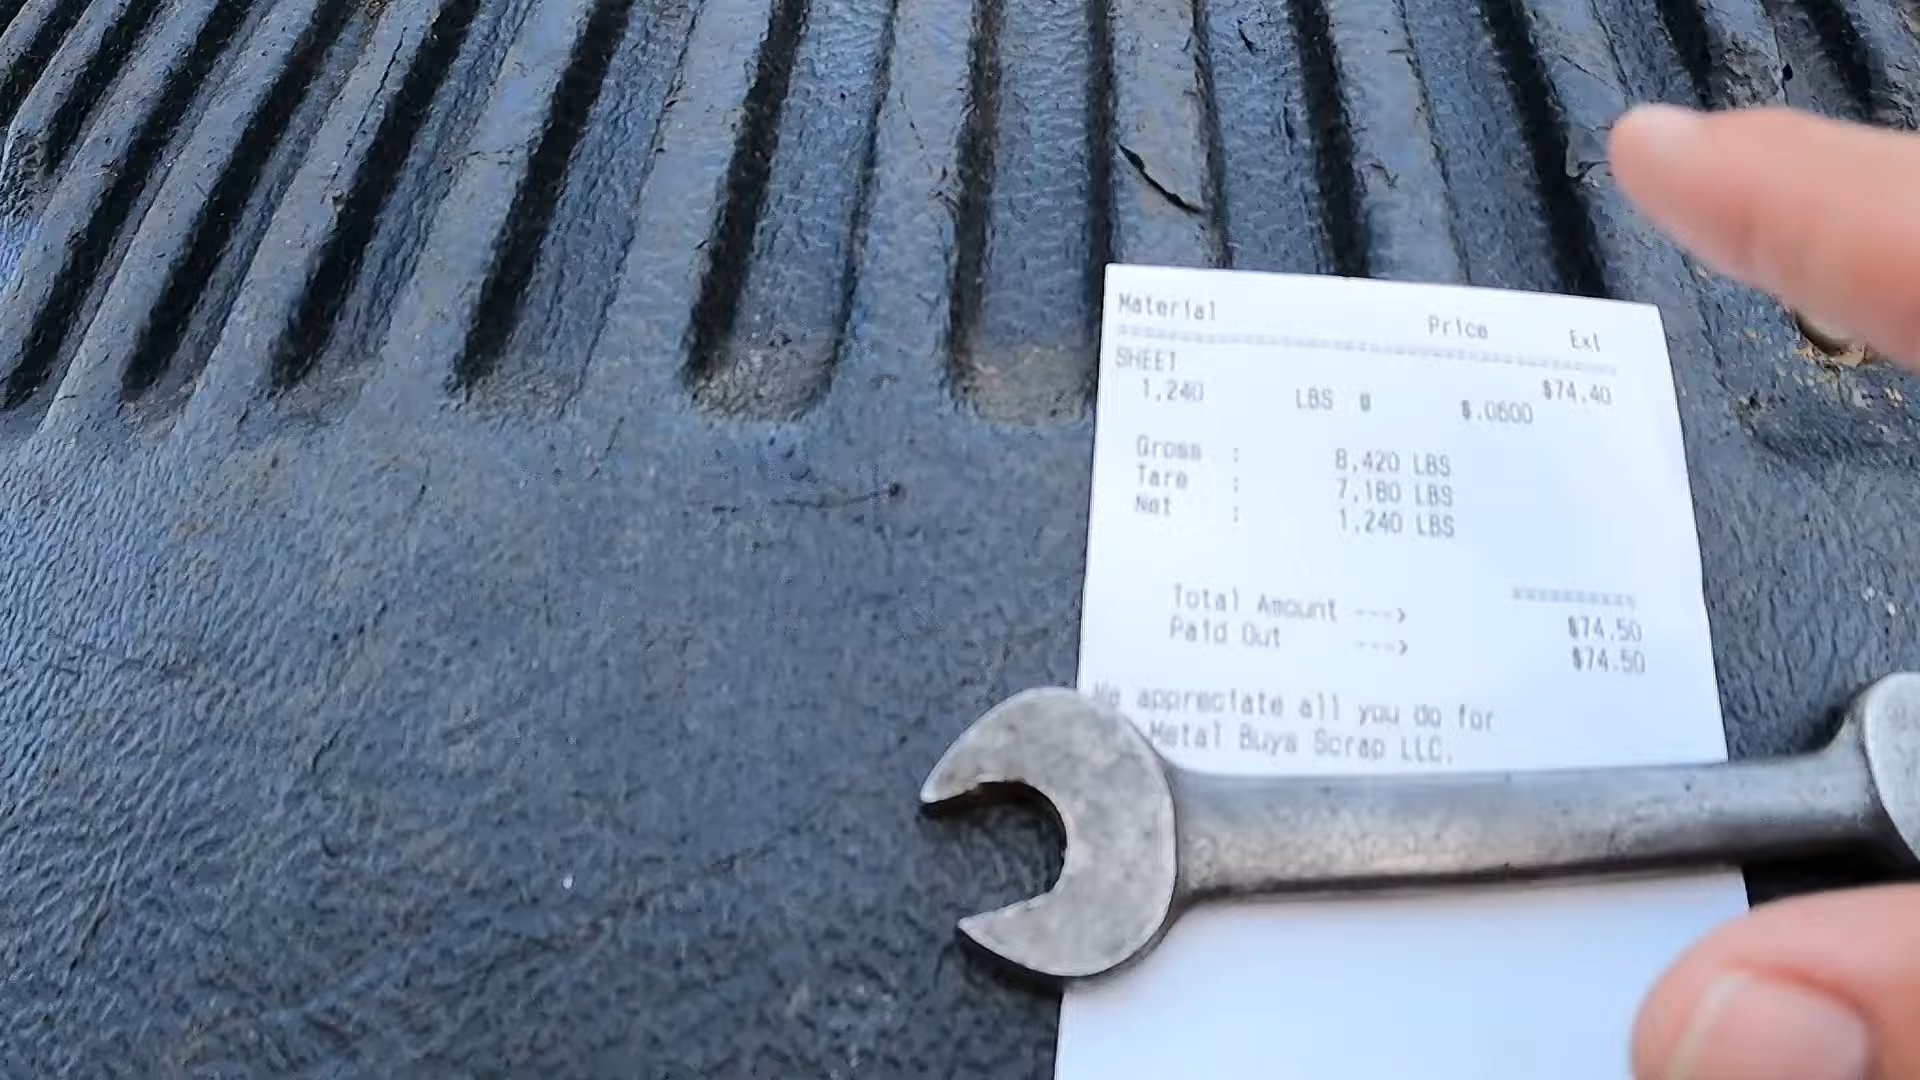 Material Price Ext
SHEET
1,240 LBS @ $.0600 $74.40
Gross : 8,420 LBS
Tare : 7,180 LBS
Net : 1,240 LBS
Total Amount ---> $74.50
Paid Out ---> $74.50
We appreciate all you do for
Metal Buys Scrap LLC.